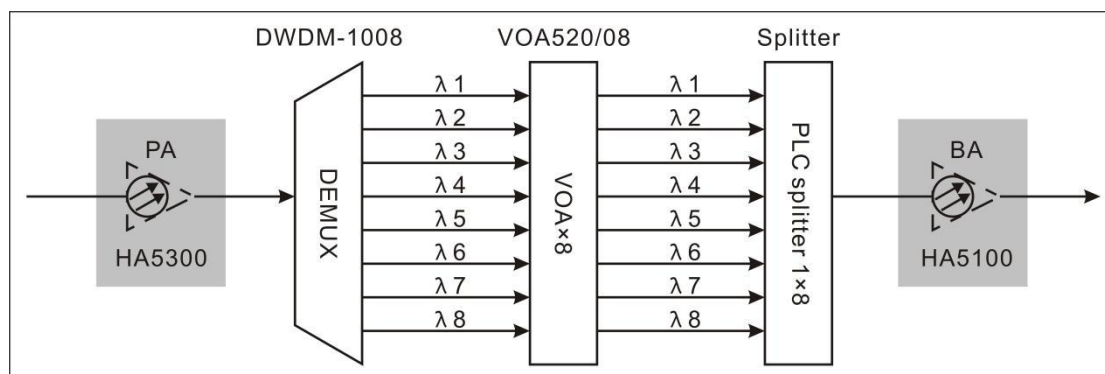 DWDM-1008
VOA520/08
Splitter
PA
HA5300
DEMUX
λ1
λ2
λ3
λ4
λ5
λ6
λ7
λ8
VOA×8
λ1
λ2
λ3
λ4
λ5
λ6
λ7
λ8
PLC splitter 1×8
BA
HA5100